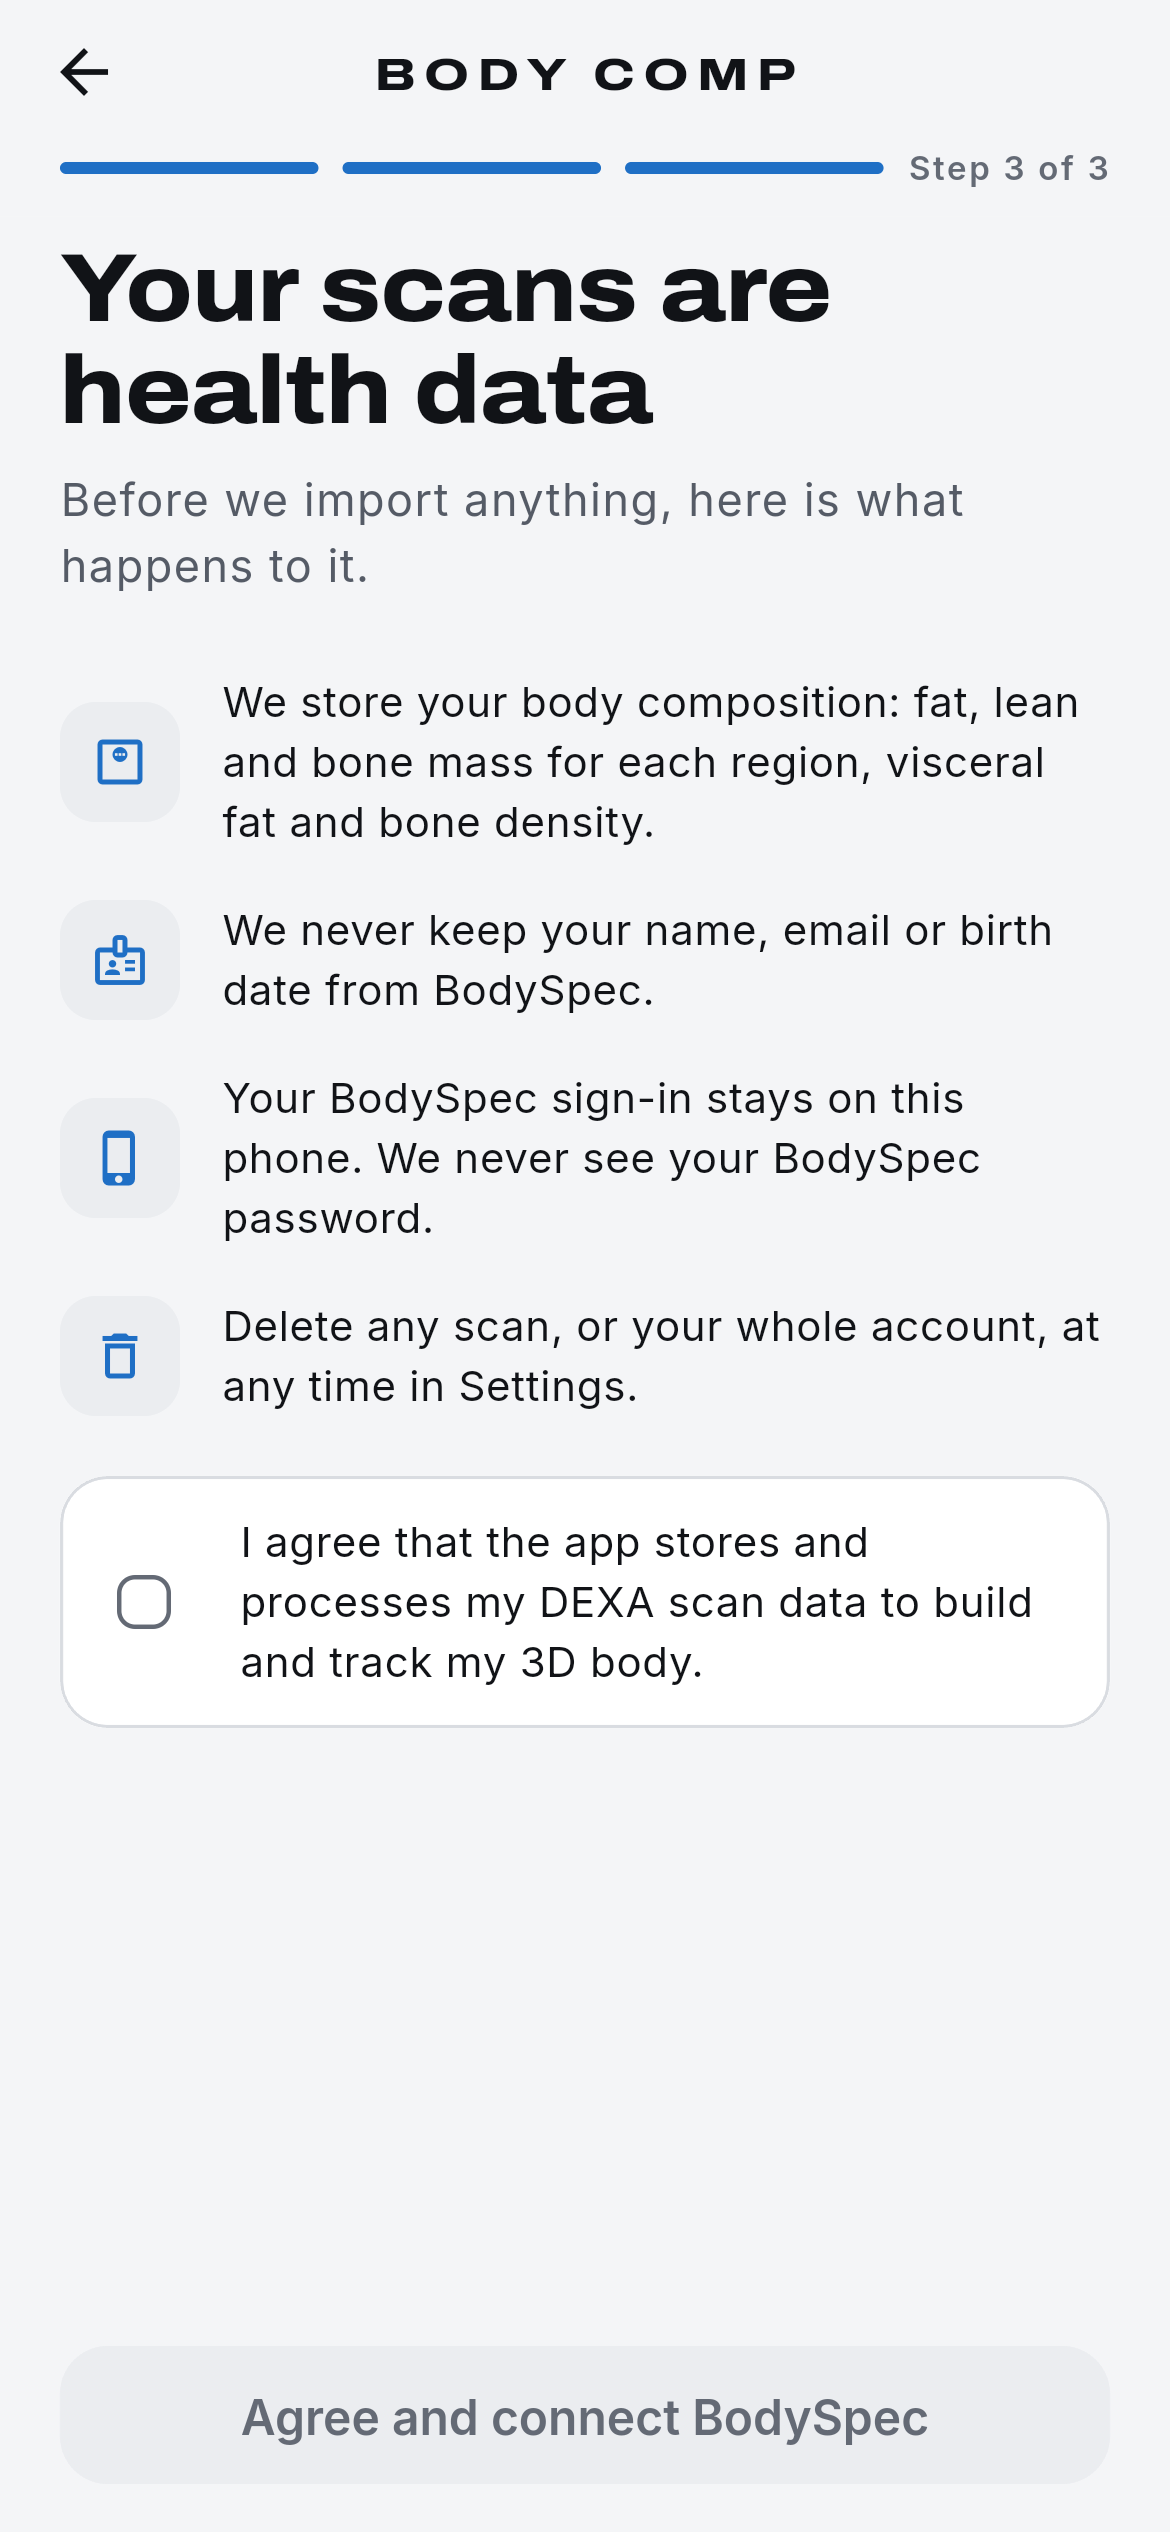 BODY COMP
Step 3 of 3
Your scans are
health data
Before we import anything, here is what
happens to it.
We store your body composition: fat, lean
and bone mass for each region, visceral
fat and bone density.
We never keep your name, email or birth
date from BodySpec.
Your BodySpec sign-in stays on this
phone. We never see your BodySpec
password.
Delete any scan, or your whole account, at
any time in Settings.
I agree that the app stores and
processes my DEXA scan data to build
and track my 3D body.
Agree and connect BodySpec